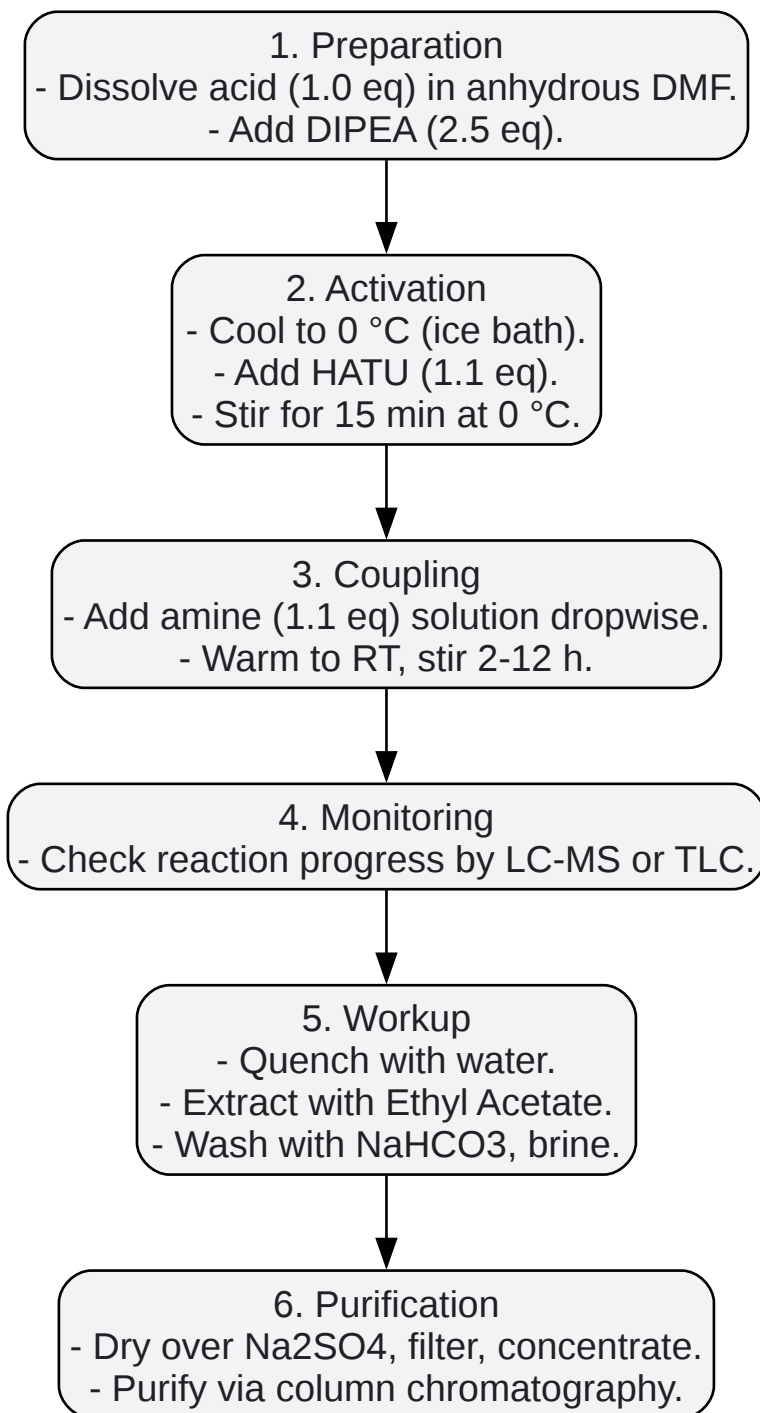 1. Preparation
- Dissolve acid (1.0 eq) in anhydrous DMF.
- Add DIPEA (2.5 eq).
2. Activation
- Cool to 0 °C (ice bath).
- Add HATU (1.1 eq).
- Stir for 15 min at 0 °C.
3. Coupling
- Add amine (1.1 eq) solution dropwise.
- Warm to RT, stir 2-12 h.
4. Monitoring
- Check reaction progress by LC-MS or TLC.
5. Workup
- Quench with water.
- Extract with Ethyl Acetate.
- Wash with NaHCO3, brine.
6. Purification
- Dry over Na2SO4, filter, concentrate.
- Purify via column chromatography.